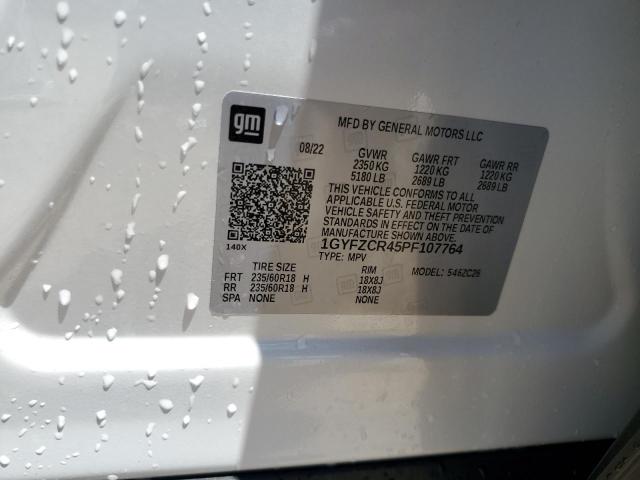 gm
MFD BY GENERAL MOTORS LLC
08/22 GVWR GAWR FRT GAWR RR
2350 KG 1220 KG 1220 KG
5180 LB 2689 LB 2689 LB
THIS VEHICLE CONFORMS TO ALL
APPLICABLE U.S. FEDERAL MOTOR
VEHICLE SAFETY AND THEFT PREVENTION
STANDARDS IN EFFECT ON THE DATE OF
MANUFACTURE SHOWN ABOVE.
1GYFZCR45PF107764
140X
TYPE: MPV
TIRE SIZE RIM MODEL: 5462C26
FRT 235/60R18 H 18X8J
RR 235/60R18 H 18X8J
SPA NONE NONE